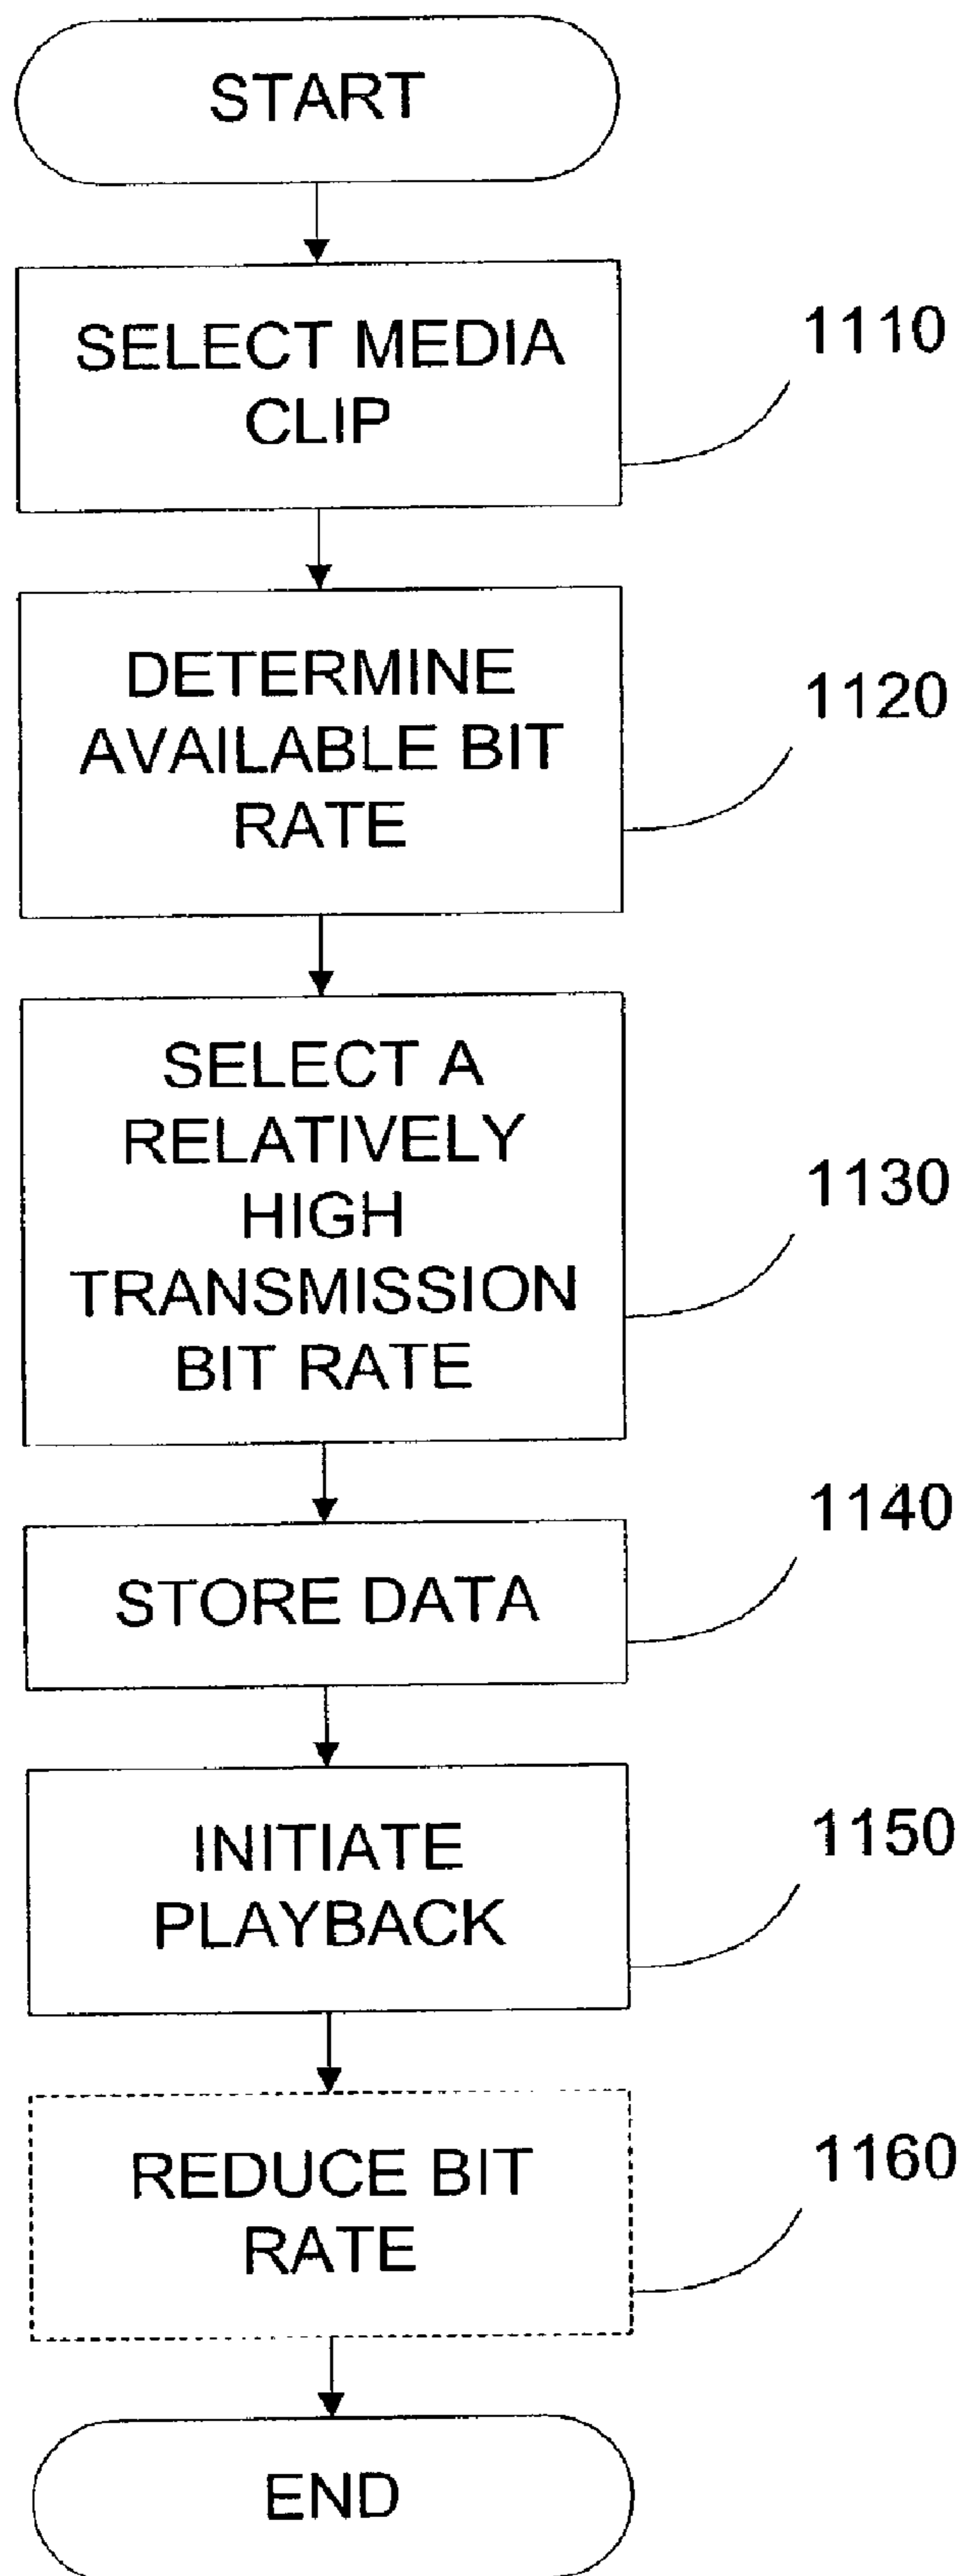 START
SELECT MEDIA
CLIP
1110
DETERMINE
AVAILABLE BIT
RATE
1120
SELECT A
RELATIVELY
HIGH
TRANSMISSION
BIT RATE
1130
STORE DATA
1140
INITIATE
PLAYBACK
1150
REDUCE BIT
RATE
1160
END